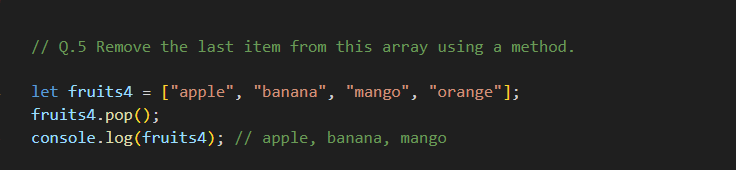 // Q.5 Remove the last item from this array using a method.
let fruits4 = ["apple", "banana", "mango", "orange"];
fruits4.pop();
console.log(fruits4); // apple, banana, mango